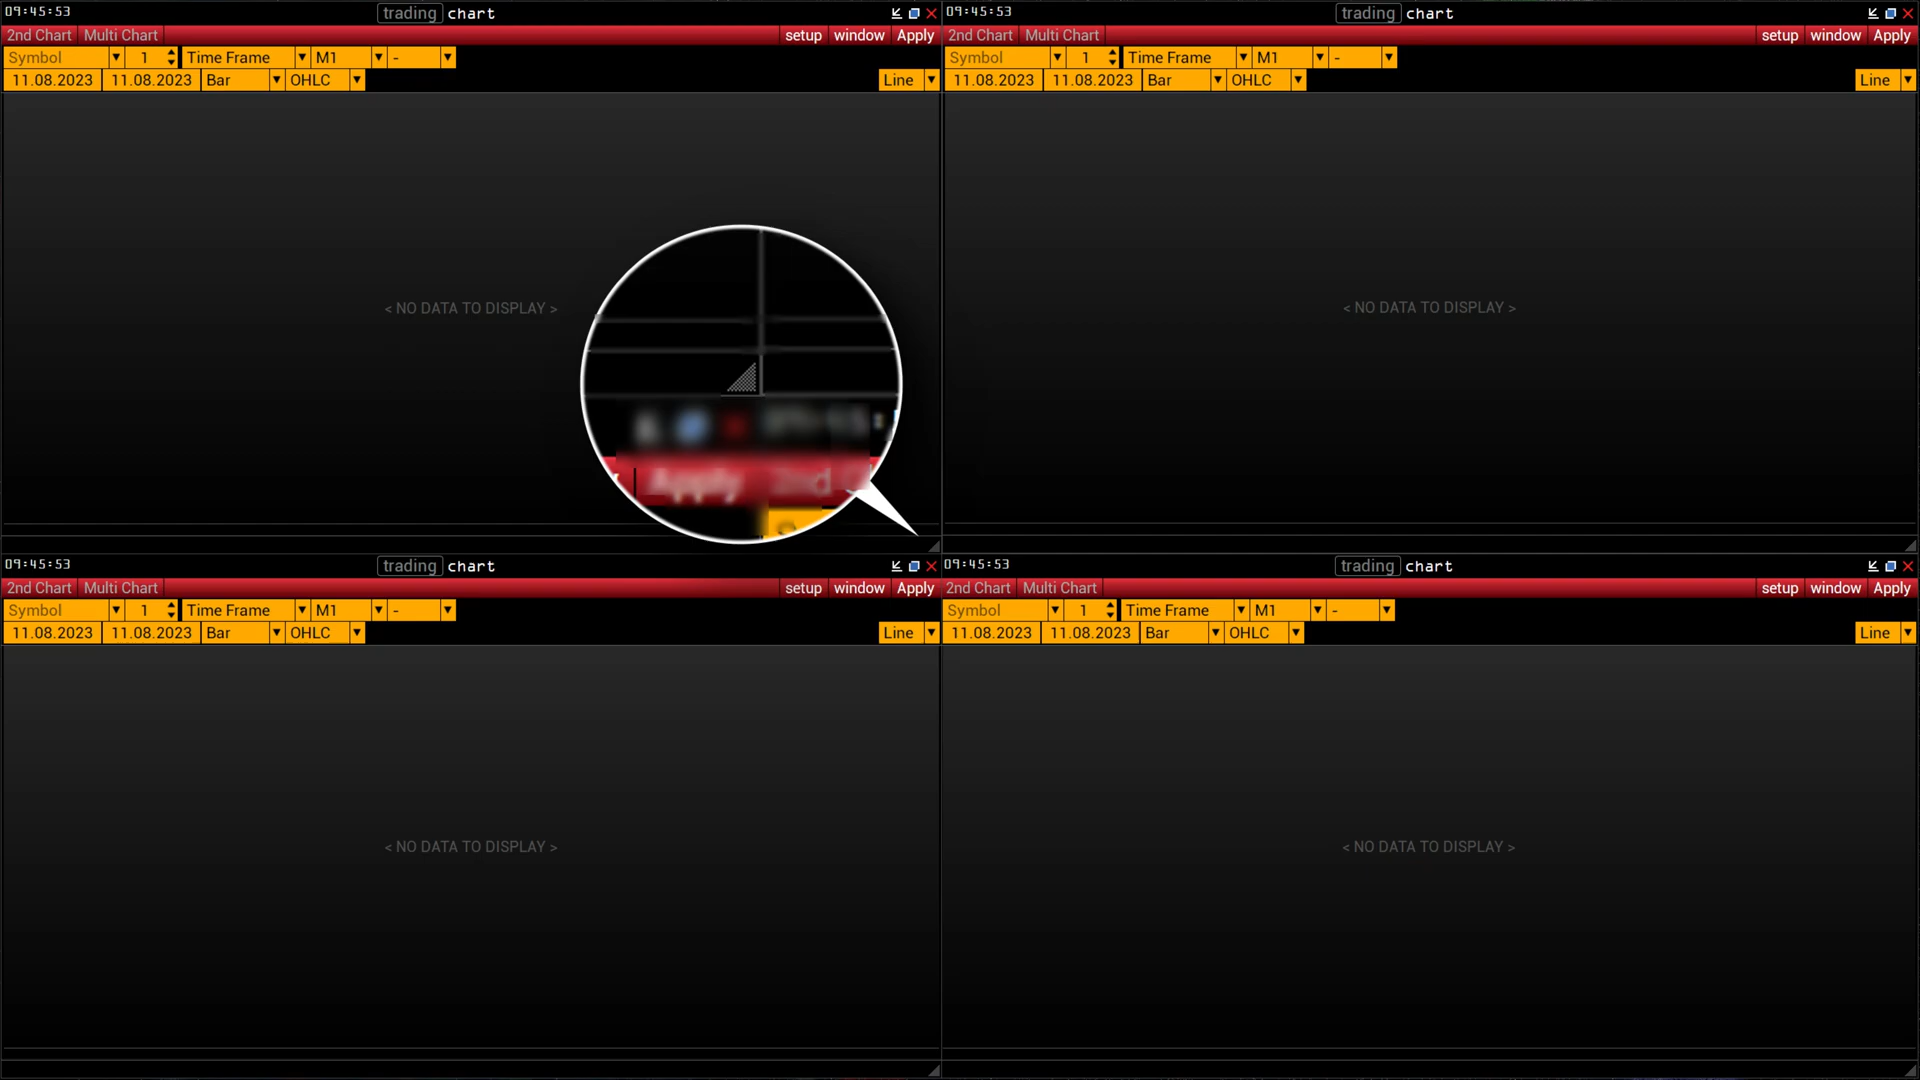 09:45:53 trading chart
2nd Chart Multi Chart setup window Apply
Symbol 1 Time Frame M1 -
11.08.2023 11.08.2023 Bar OHLC Line
< NO DATA TO DISPLAY >
Apply 2nd
09:45:53 trading chart
2nd Chart Multi Chart setup window Apply
Symbol 1 Time Frame M1 -
11.08.2023 11.08.2023 Bar OHLC Line
< NO DATA TO DISPLAY >
09:45:53 trading chart
2nd Chart Multi Chart setup window Apply
Symbol 1 Time Frame M1 -
11.08.2023 11.08.2023 Bar OHLC Line
< NO DATA TO DISPLAY >
09:45:53 trading chart
2nd Chart Multi Chart setup window Apply
Symbol 1 Time Frame M1 -
11.08.2023 11.08.2023 Bar OHLC Line
< NO DATA TO DISPLAY >